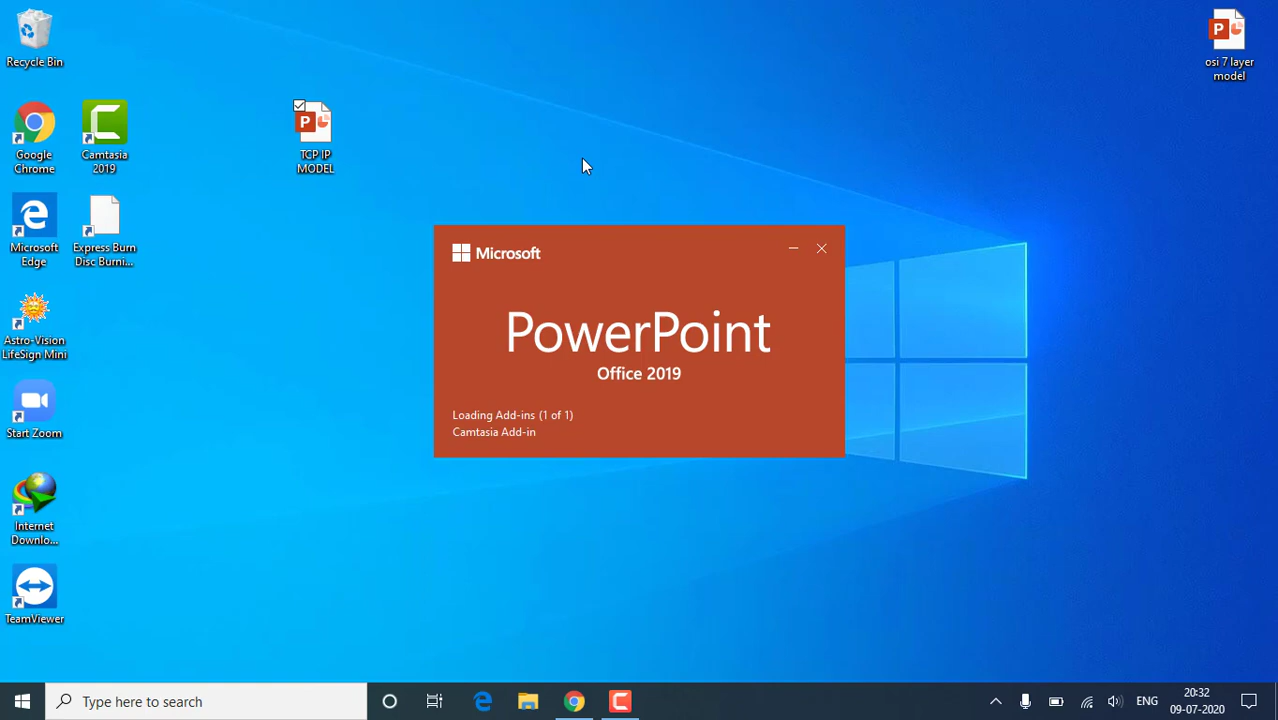 Recycle Bin
osi 7 layer
model
Google
Chrome
Camtasia
2019
TCP IP
MODEL
Microsoft
Edge
Express Burn
Disc Burni...
Astro-Vision
LifeSign Mini
Start Zoom
Internet
Downlo...
TeamViewer
Microsoft
PowerPoint
Office 2019
Loading Add-ins (1 of 1)
Camtasia Add-in
Type here to search
ENG
20:32
09-07-2020